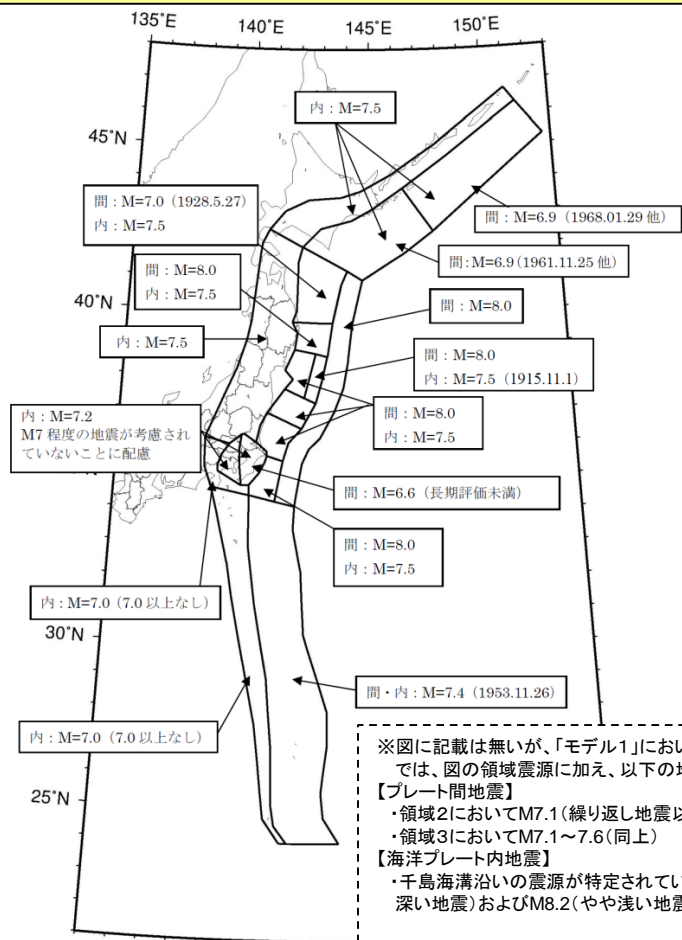 135°E
140°E
145°E
150°E
45°N
40°N
30°N
25°N
内：M=7.5
間：M=7.0（1928.5.27）
内：M=7.5
間：M=6.9（1968.01.29 他）
間：M=8.0
内：M=7.5
間：M=6.9（1961.11.25 他）
間：M=8.0
内：M=7.5
間：M=8.0
内：M=7.5（1915.11.1）
間：M=8.0
内：M=7.5
内：M=7.2
M7 程度の地震が考慮され
ていないことに配慮
間：M=6.6（長期評価未満）
間：M=8.0
内：M=7.5
内：M=7.0（7.0 以上なし）
間・内：M=7.4（1953.11.26）
内：M=7.0（7.0 以上なし）
※図に記載は無いが、「モデル1」におい
では、図の領域震源に加え、以下の地
【プレート間地震】
・領域2においてM7.1（繰り返し地震以
・領域3においてM7.1～7.6（同上）
【海洋プレート内地震】
・千島海溝沿いの震源が特定されてい
深い地震）およびM8.2（やや浅い地震